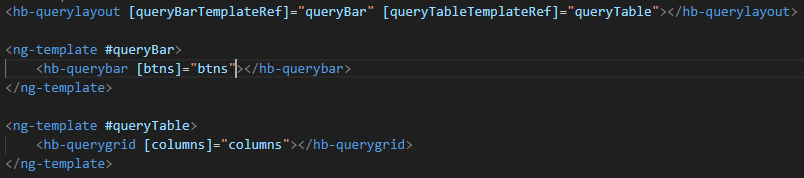 <hb-querylayout [queryBarTemplateRef]="queryBar" [queryTableTemplateRef]="queryTable"></hb-querylayout>
<ng-template #queryBar>
<hb-querybar [btns]="btns"></hb-querybar>
</ng-template>
<ng-template #queryTable>
<hb-querygrid [columns]="columns"></hb-querygrid>
</ng-template>